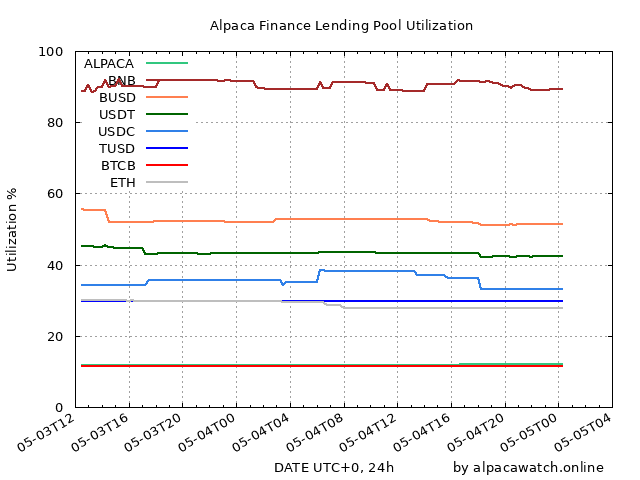 Alpaca Finance Lending Pool Utilization
100
80
60
40
20
0
Utilization %
ALPACA
BNB
BUSD
USDT
USDC
TUSD
BTCB
ETH
05-03T12
05-03T16
05-03T20
05-04T00
05-04T04
05-04T08
05-04T12
05-04T16
05-04T20
05-05T00
05-05T04
DATE UTC+0, 24h
by alpacawatch.online